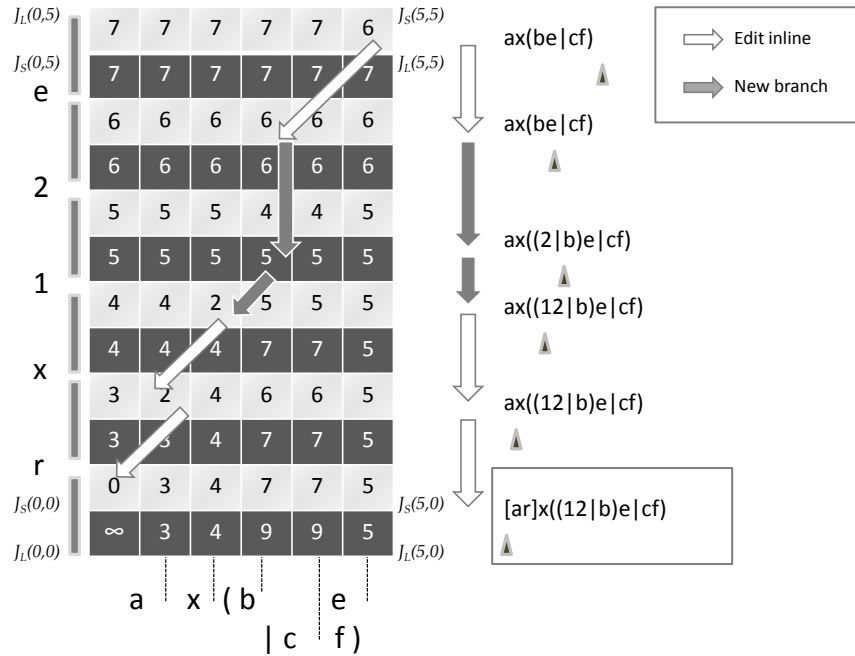 J_L(0,5) 7 7 7 7 7 6 J_S(5,5)
J_S(0,5) 7 7 7 7 7 7 J_L(5,5)
e
6 6 6 6 6 6
6 6 6 6 6 6
2
5 5 5 4 4 5
5 5 5 5 5 5
1
4 4 2 5 5 5
4 4 4 7 7 5
x
3 2 4 6 6 5
3 3 4 7 7 5
r
J_S(0,0) 0 3 4 7 7 5 J_S(5,0)
J_L(0,0) ∞ 3 4 9 9 5 J_L(5,0)
a x ( b e
| c f )
ax(be|cf)
ax(be|cf)
ax((2|b)e|cf)
ax((12|b)e|cf)
ax((12|b)e|cf)
[ar]x((12|b)e|cf)
Edit inline
New branch